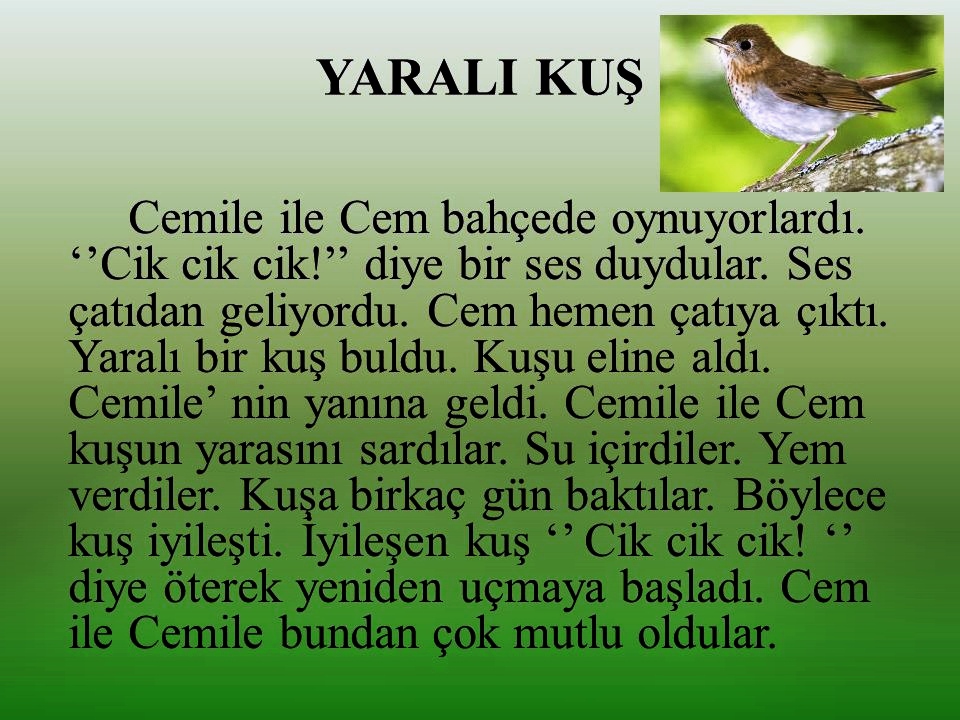 YARALI KUŞ
Cemile ile Cem bahçede oynuyorlardı.
‘’Cik cik cik!’’ diye bir ses duydular. Ses
çatıdan geliyordu. Cem hemen çatıya çıktı.
Yaralı bir kuş buldu. Kuşu eline aldı.
Cemile’ nin yanına geldi. Cemile ile Cem
kuşun yarasını sardılar. Su içirdiler. Yem
verdiler. Kuşa birkaç gün baktılar. Böylece
kuş iyileşti. İyileşen kuş ‘’ Cik cik cik! ‘’
diye öterek yeniden uçmaya başladı. Cem
ile Cemile bundan çok mutlu oldular.